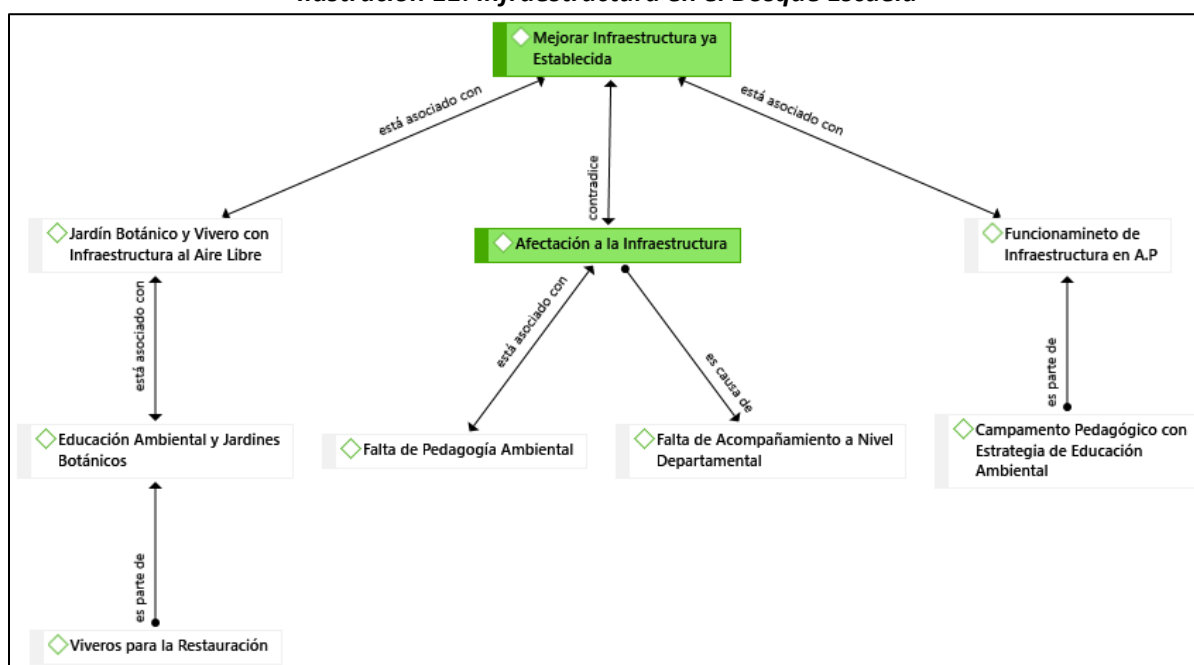 Mejorar Infraestructura ya
Establecida
está asociado con
contradice
está asociado con
Jardín Botánico y Vivero con
Infraestructura al Aire Libre
Afectación a la Infraestructura
Funcionamineto de
Infraestructura en A.P
está asociado con
está asociado con
es causa de
es parte de
Educación Ambiental y Jardines
Botánicos
Falta de Pedagogía Ambiental
Falta de Acompañamiento a Nivel
Departamental
Campamento Pedagógico con
Estrategia de Educación
Ambiental
es parte de
Viveros para la Restauración